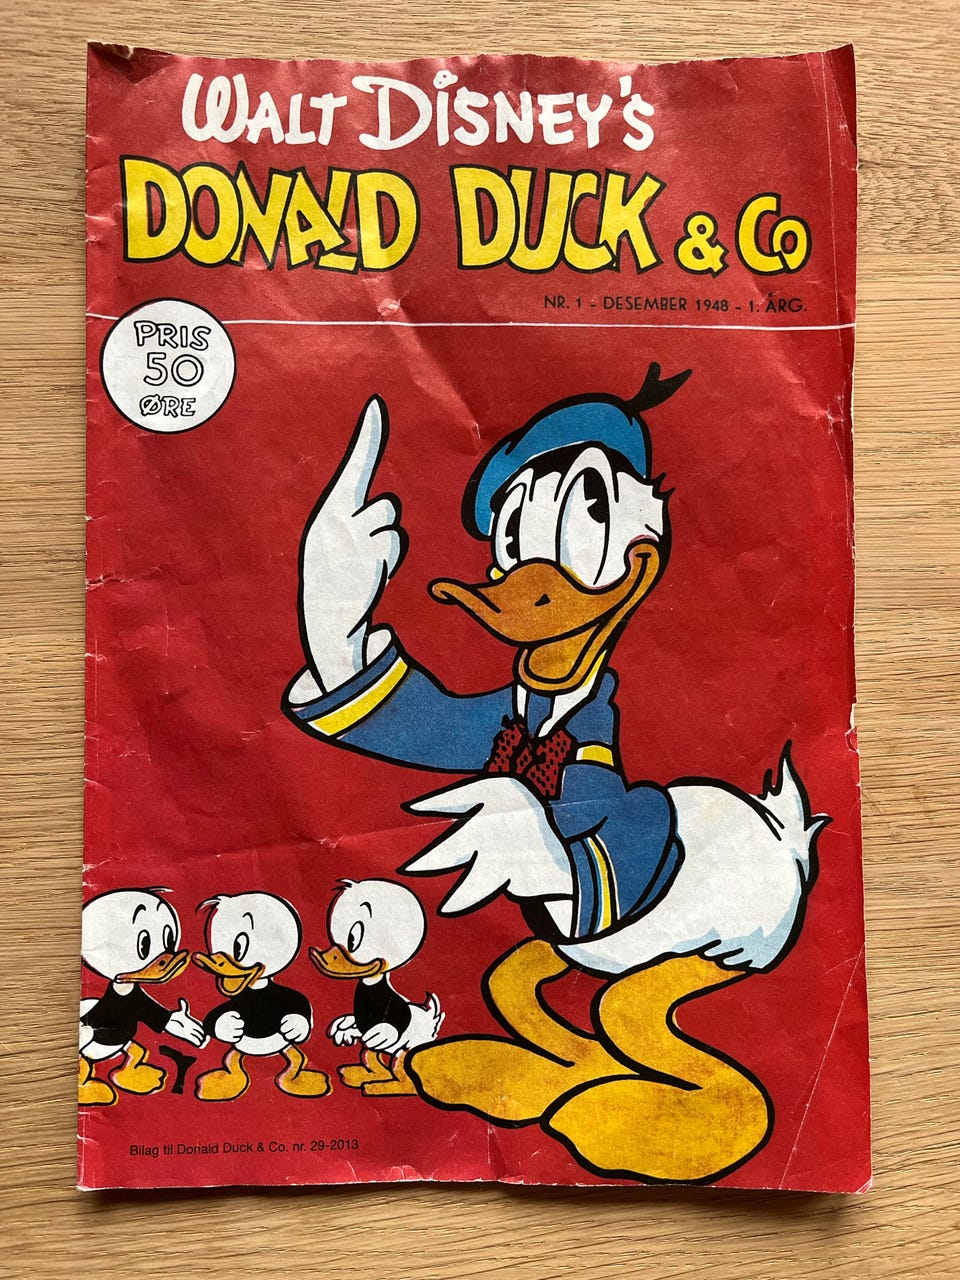 WALT DISNEY'S
DONALD DUCK & CO
NR. 1 - DESEMBER 1948 - 1. ÅRG.
PRIS
50
ØRE
Bilag til Donald Duck & Co. nr. 29-2013